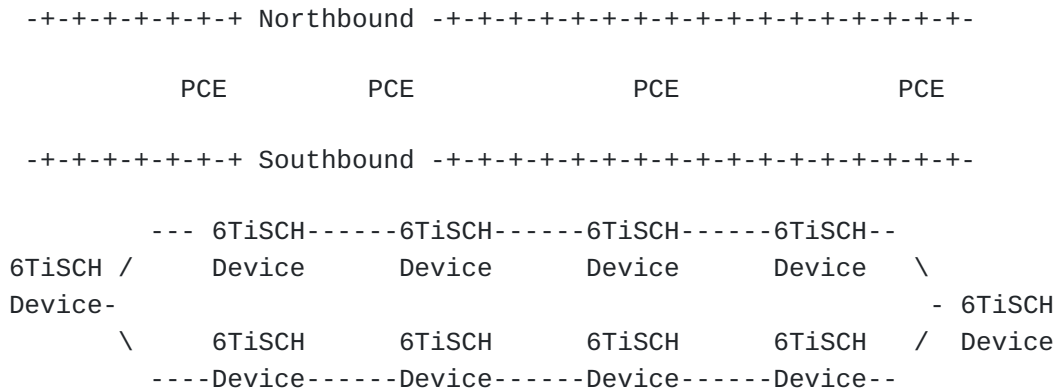 -+-+-+-+-+-+-+ Northbound -+-+-+-+-+-+-+-+-+-+-+-+-+-+-+-+-+-
PCE PCE PCE PCE
-+-+-+-+-+-+-+ Southbound -+-+-+-+-+-+-+-+-+-+-+-+-+-+-+-+-+-
--- 6TiSCH------6TiSCH------6TiSCH------6TiSCH--
6TiSCH / Device Device Device Device \
Device- - 6TiSCH
\ 6TiSCH 6TiSCH 6TiSCH 6TiSCH / Device
----Device------Device------Device------Device--